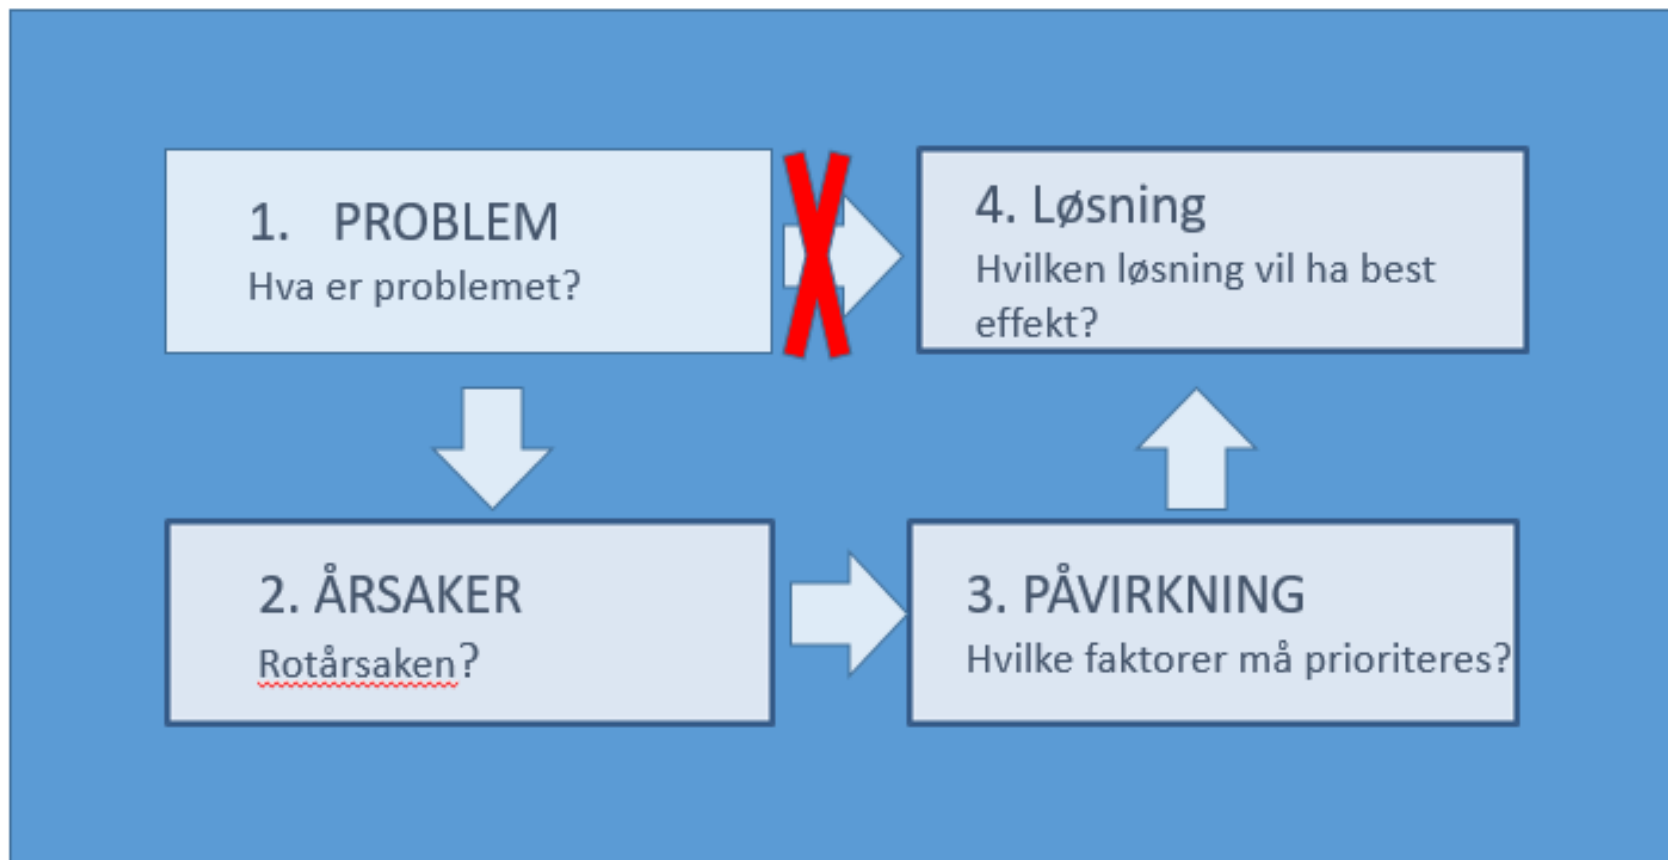 1. PROBLEM
Hva er problemet?
4. Løsning
Hvilken løsning vil ha best
effekt?
2. ÅRSAKER
Rotårsaken?
3. PÅVIRKNING
Hvilke faktorer må prioriteres?